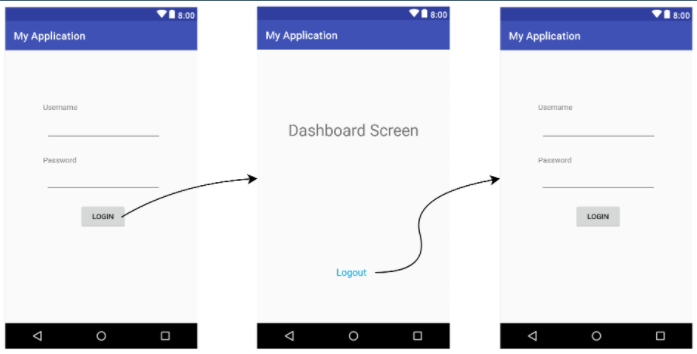 8:00
My Application
Username
Password
LOGIN
8:00
My Application
Dashboard Screen
Logout
8:00
My Application
Username
Password
LOGIN